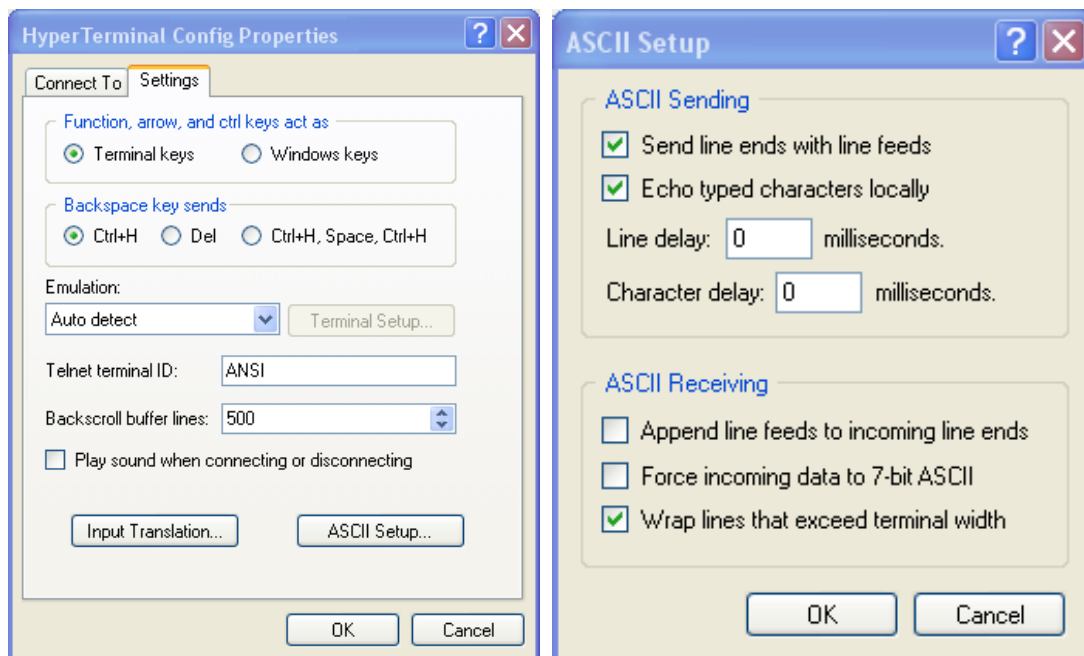 HyperTerminal Config Properties
Connect To
Settings
Function, arrow, and ctrl keys act as
Terminal keys
Windows keys
Backspace key sends
Ctrl+H
Del
Ctrl+H, Space, Ctrl+H
Emulation:
Auto detect
Terminal Setup...
Telnet terminal ID:
ANSI
Backscroll buffer lines:
500
Play sound when connecting or disconnecting
Input Translation...
ASCII Setup...
OK
Cancel
ASCII Setup
ASCII Sending
Send line ends with line feeds
Echo typed characters locally
Line delay: 0 milliseconds.
Character delay: 0 milliseconds.
ASCII Receiving
Append line feeds to incoming line ends
Force incoming data to 7-bit ASCII
Wrap lines that exceed terminal width
OK
Cancel